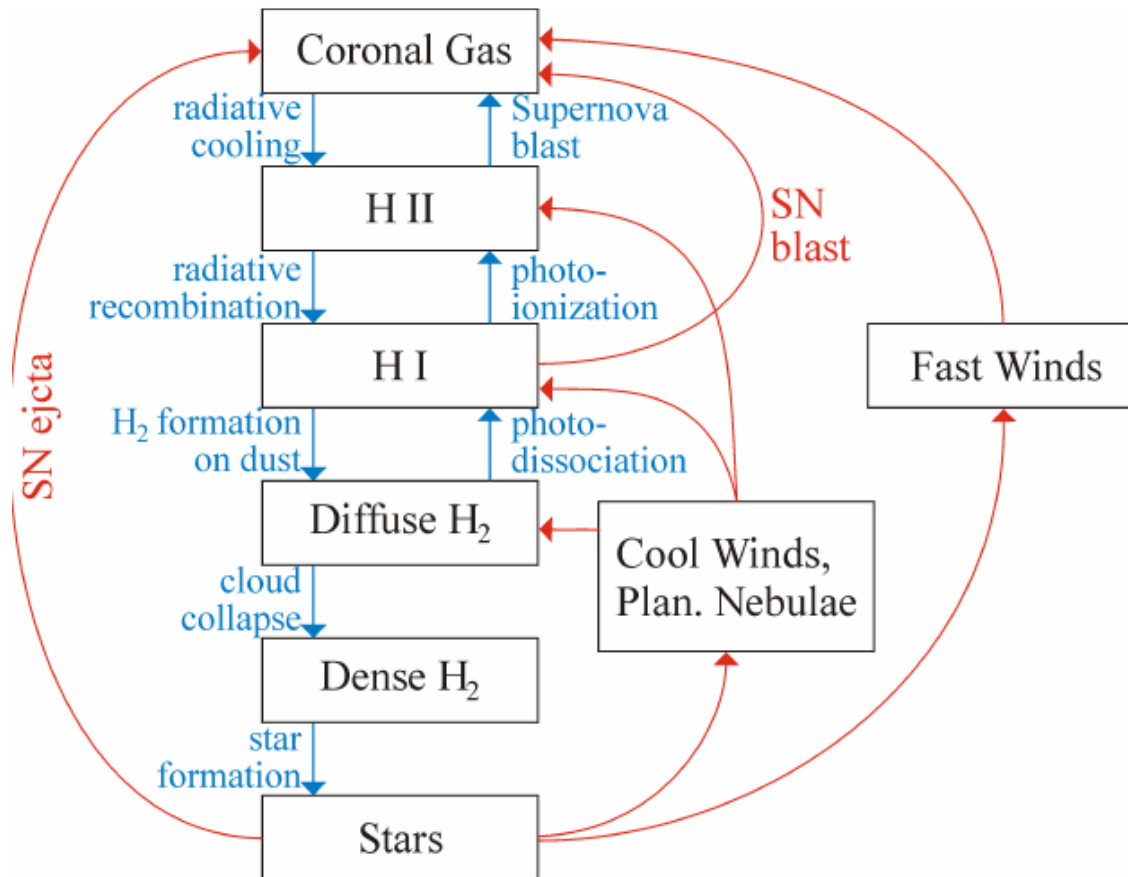 Coronal Gas
radiative
cooling
Supernova
blast
H II
SN
blast
radiative
recombination
photo-
ionization
H I
Fast Winds
SN ejcta
H₂ formation
on dust
photo-
dissociation
Diffuse H₂
Cool Winds,
Plan. Nebulae
cloud
collapse
Dense H₂
star
formation
Stars